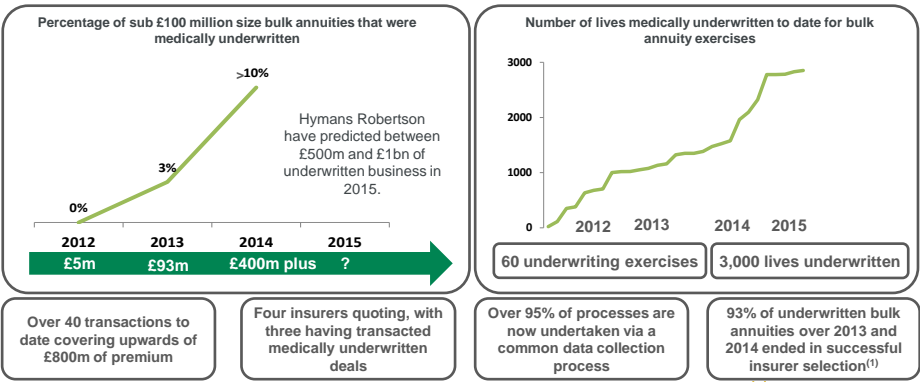 Percentage of sub £100 million size bulk annuities that were
medically underwritten
>10%
3%
0%
Hymans Robertson
have predicted between
£500m and £1bn of
underwritten business in
2015.
2012 2013 2014 2015
£5m £93m £400m plus ?
Number of lives medically underwritten to date for bulk
annuity exercises
3000
2000
1000
0
2012 2013 2014 2015
60 underwriting exercises
3,000 lives underwritten
Over 40 transactions to
date covering upwards of
£800m of premium
Four insurers quoting, with
three having transacted
medically underwritten
deals
Over 95% of processes are
now undertaken via a
common data collection
process
93% of underwritten bulk
annuities over 2013 and
2014 ended in successful
insurer selection(1)